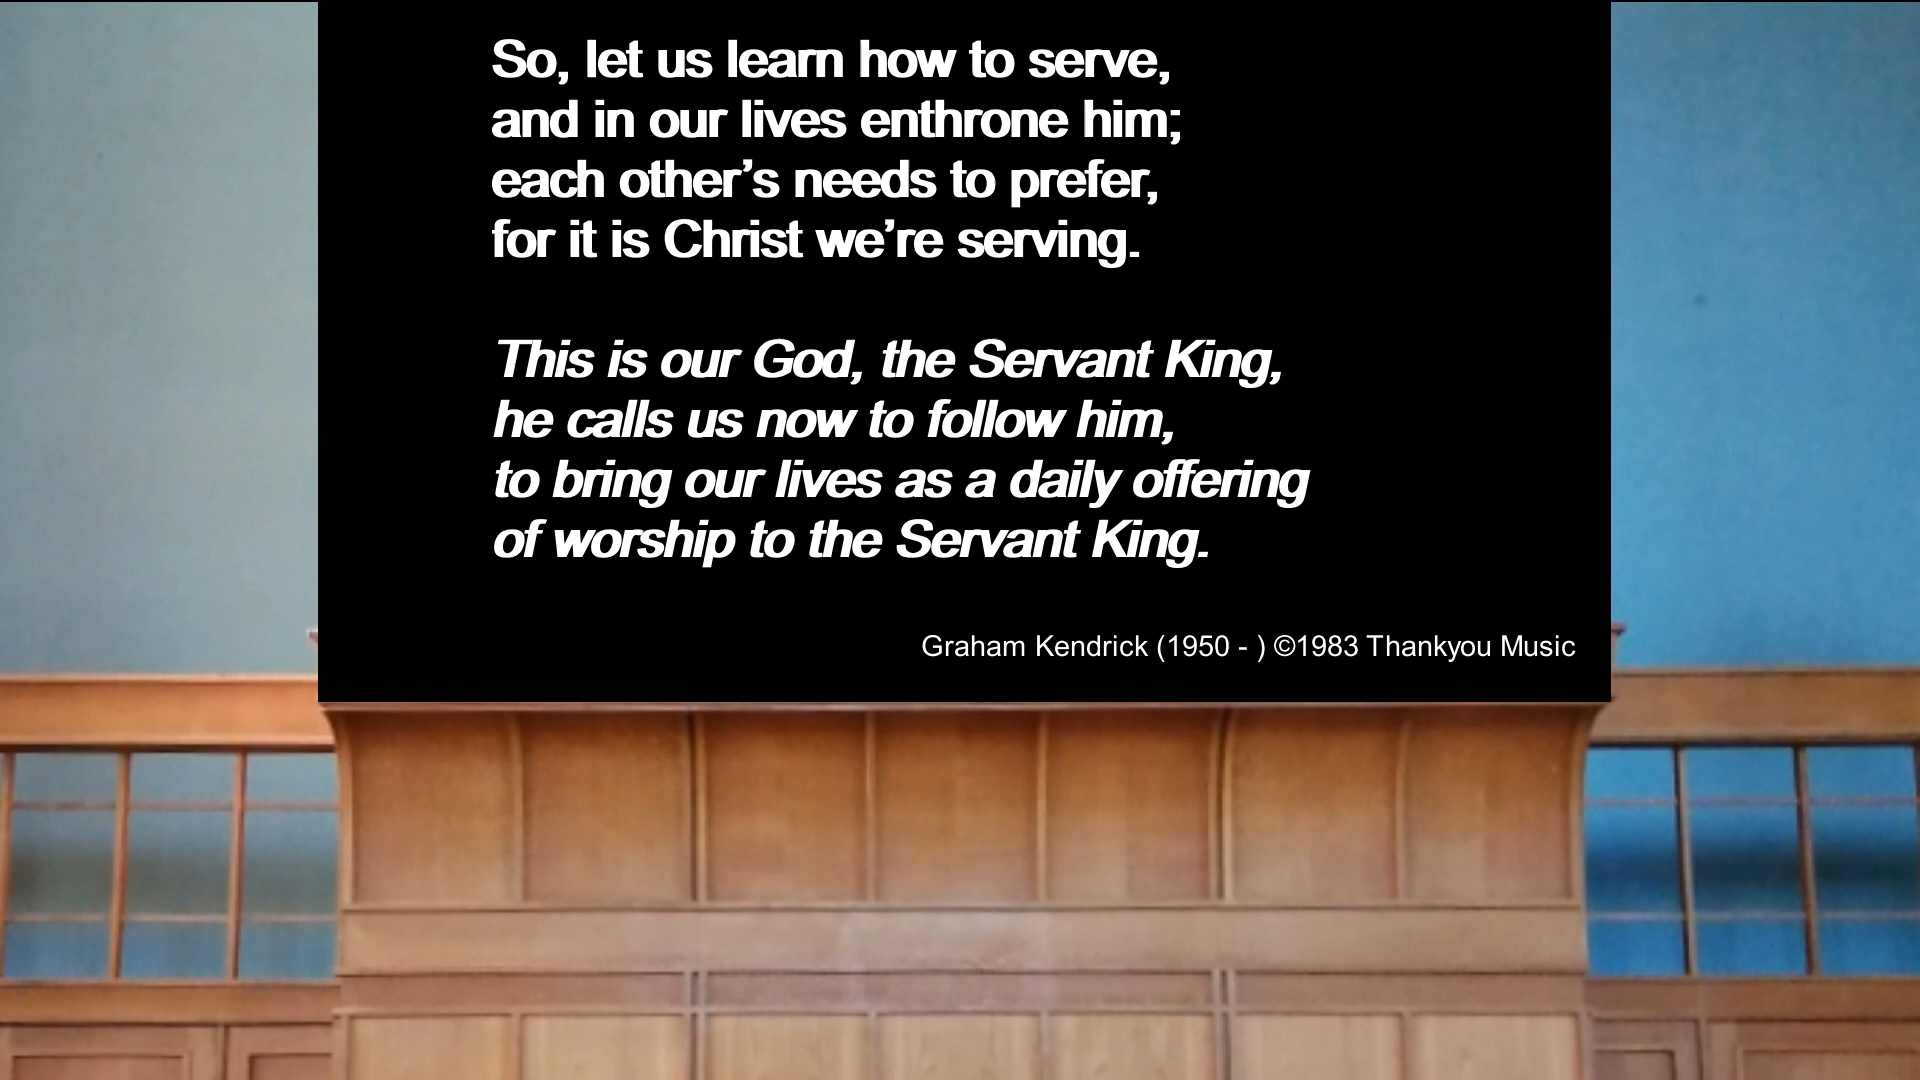 So, let us learn how to serve,
and in our lives enthrone him;
each other’s needs to prefer,
for it is Christ we’re serving.
This is our God, the Servant King,
he calls us now to follow him,
to bring our lives as a daily offering
of worship to the Servant King.
Graham Kendrick (1950 - ) ©1983 Thankyou Music